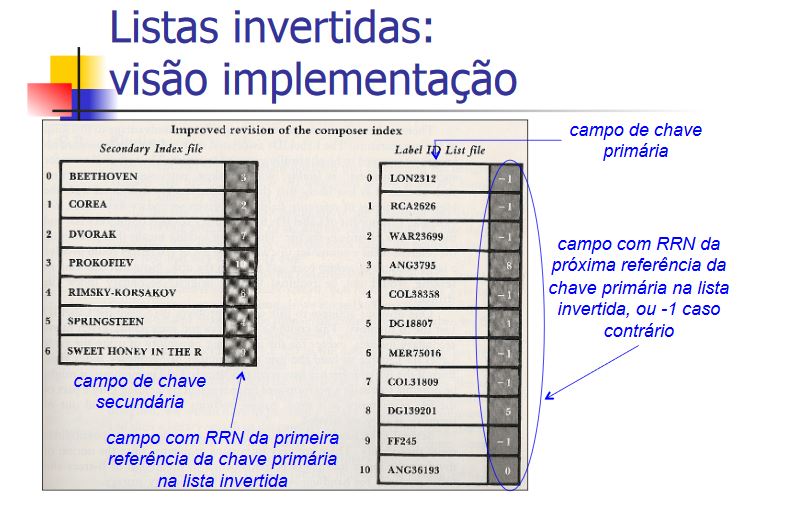 Listas invertidas:
visão implementação
Improved revision of the composer index
Secondary Index file
0 BEETHOVEN 3
1 COREA 2
2 DVORAK
3 PROKOFIEV 10
4 RIMSKY-KORSAKOV 6
5 SPRINGSTEEN
6 SWEET HONEY IN THE R
campo de chave
secundária
campo com RRN da primeira
referência da chave primária
na lista invertida
Label ID List file
0 LON2312 -1
1 RCA2626 -1
2 WAR23699 -1
3 ANG3795 8
4 COL38358 -1
5 DG18807 1
6 MER75016 -1
7 COL31809 -1
8 DG139201 5
9 FF245 -1
10 ANG36193 0
campo de chave
primária
campo com RRN da
próxima referência da
chave primária na lista
invertida, ou -1 caso
contrário